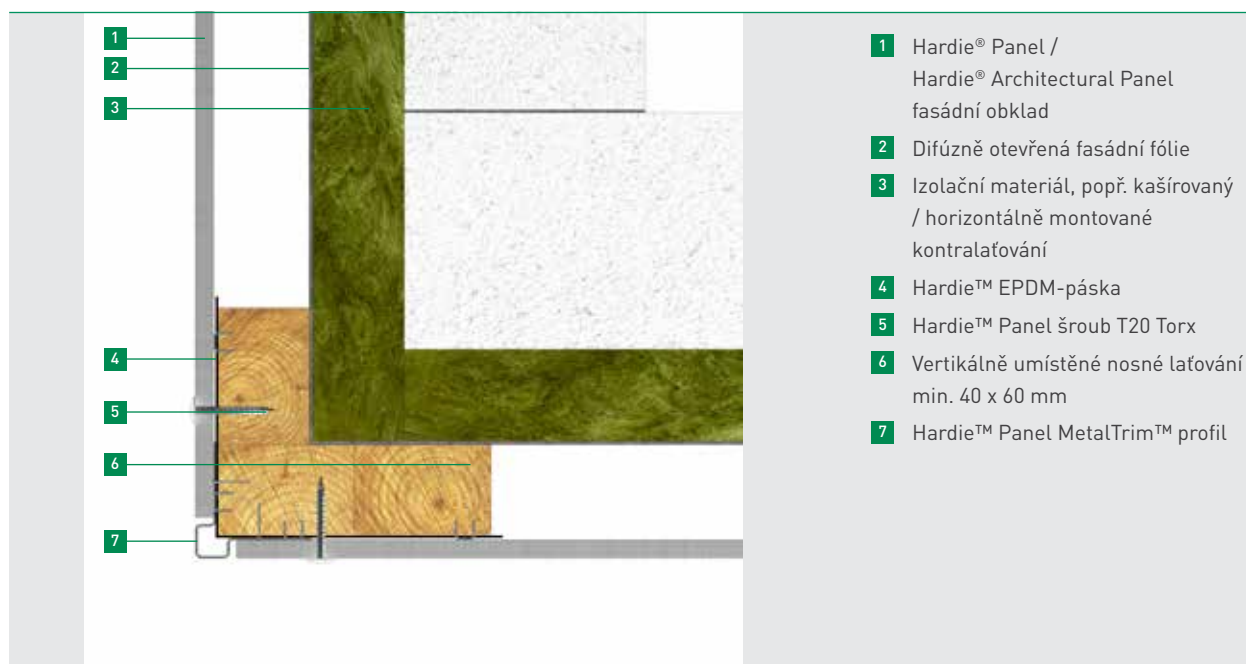 1
2
3
4
5
6
7
1 Hardie® Panel /
Hardie® Architectural Panel
fasádní obklad
2 Difúzně otevřená fasádní fólie
3 Izolační materiál, popř. kašírovaný
/ horizontálně montované
kontralaťování
4 Hardie™ EPDM-páska
5 Hardie™ Panel šroub T20 Torx
6 Vertikálně umístěné nosné laťování
min. 40 x 60 mm
7 Hardie™ Panel MetalTrim™ profil